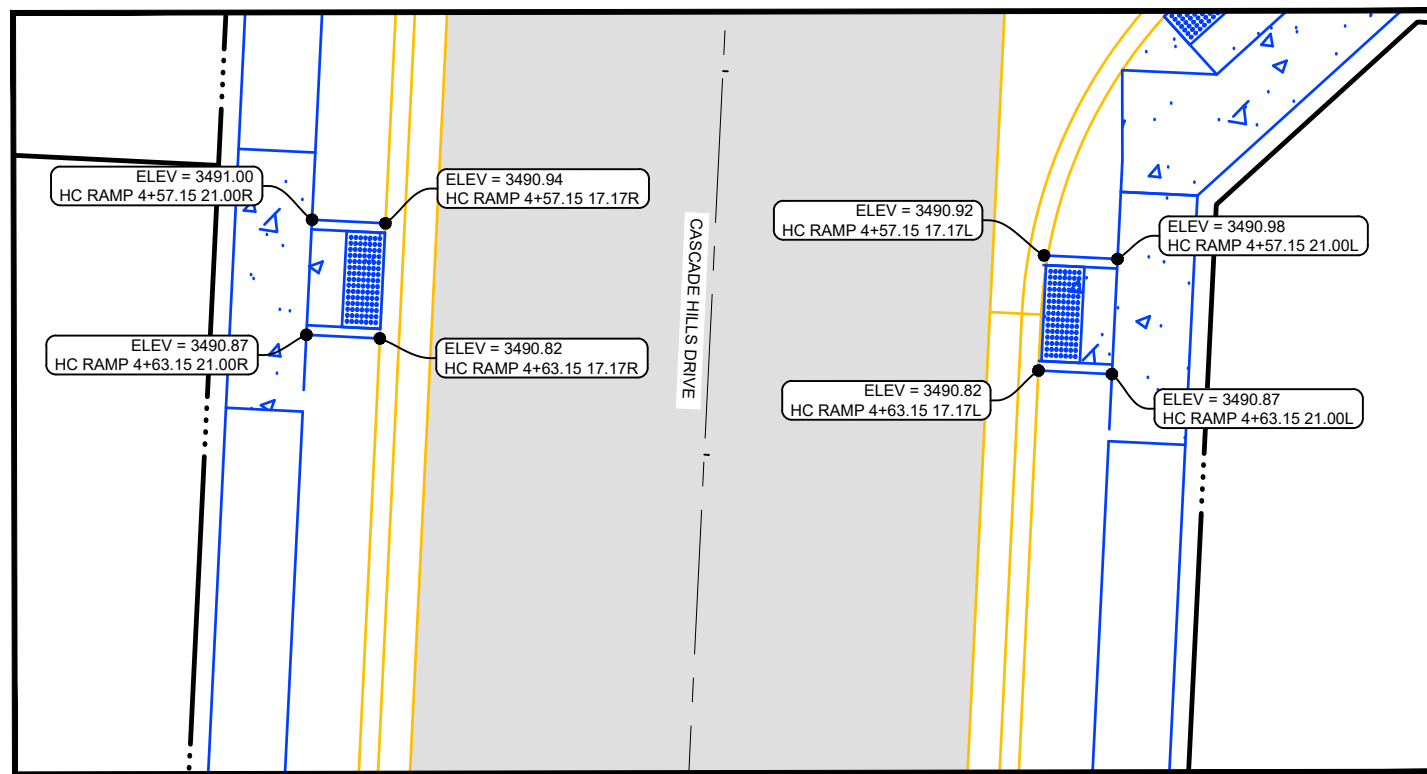 ELEV = 3491.00
HC RAMP 4+57.15 21.00R
ELEV = 3490.94
HC RAMP 4+57.15 17.17R
ELEV = 3490.92
HC RAMP 4+57.15 17.17L
ELEV = 3490.98
HC RAMP 4+57.15 21.00L
CASCADE HILLS DRIVE
ELEV = 3490.87
HC RAMP 4+63.15 21.00R
ELEV = 3490.82
HC RAMP 4+63.15 17.17R
ELEV = 3490.82
HC RAMP 4+63.15 17.17L
ELEV = 3490.87
HC RAMP 4+63.15 21.00L